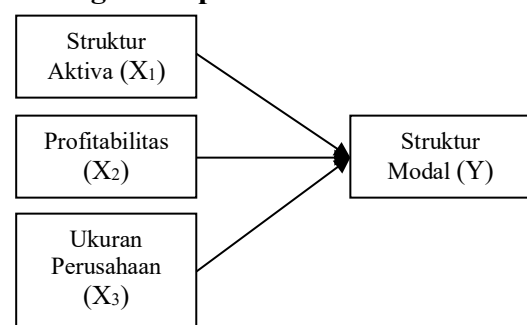 Struktur
Aktiva (X₁)
Profitabilitas
(X₂)
Ukuran
Perusahaan
(X₃)
Struktur
Modal (Y)